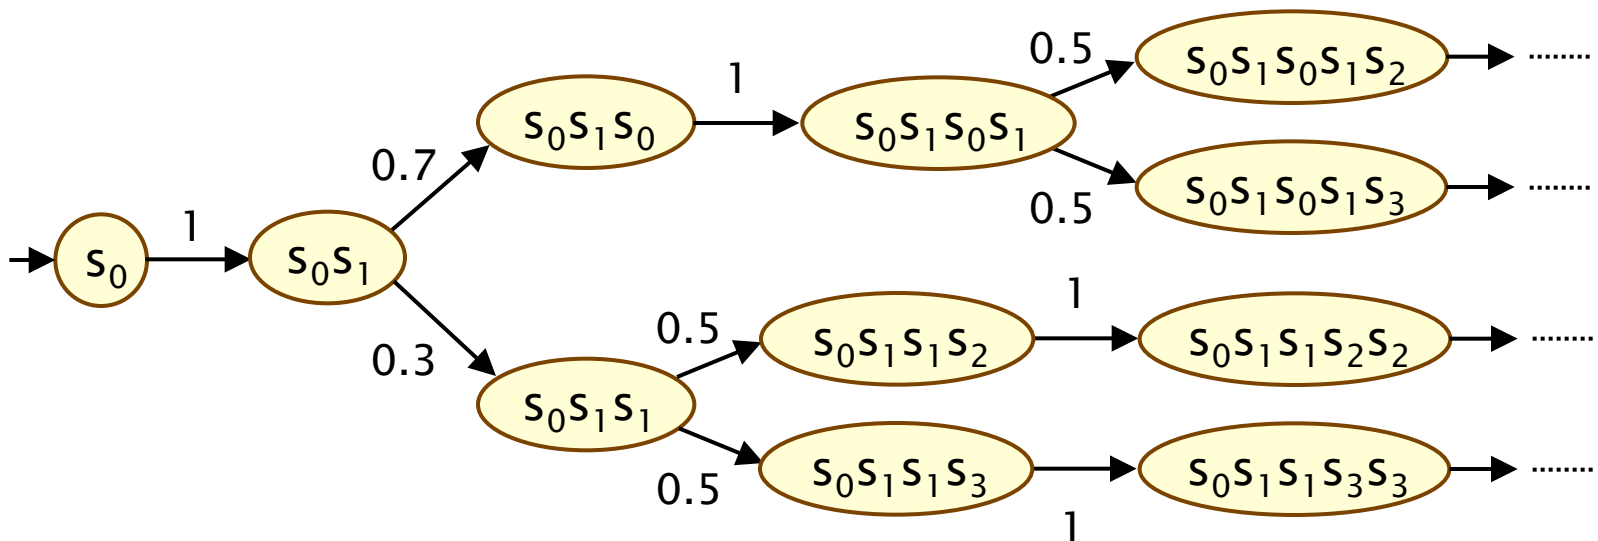 0.5 s₀s₁s₀s₁s₂ ........
1
s₀s₁s₀ s₀s₁s₀s₁
0.7
0.5 s₀s₁s₀s₁s₃ ........
1
s₀ s₀s₁
0.3
0.5 s₀s₁s₁s₂ 1 s₀s₁s₁s₂s₂ ........
s₀s₁s₁
0.5 s₀s₁s₁s₃ s₀s₁s₁s₃s₃ ........
1